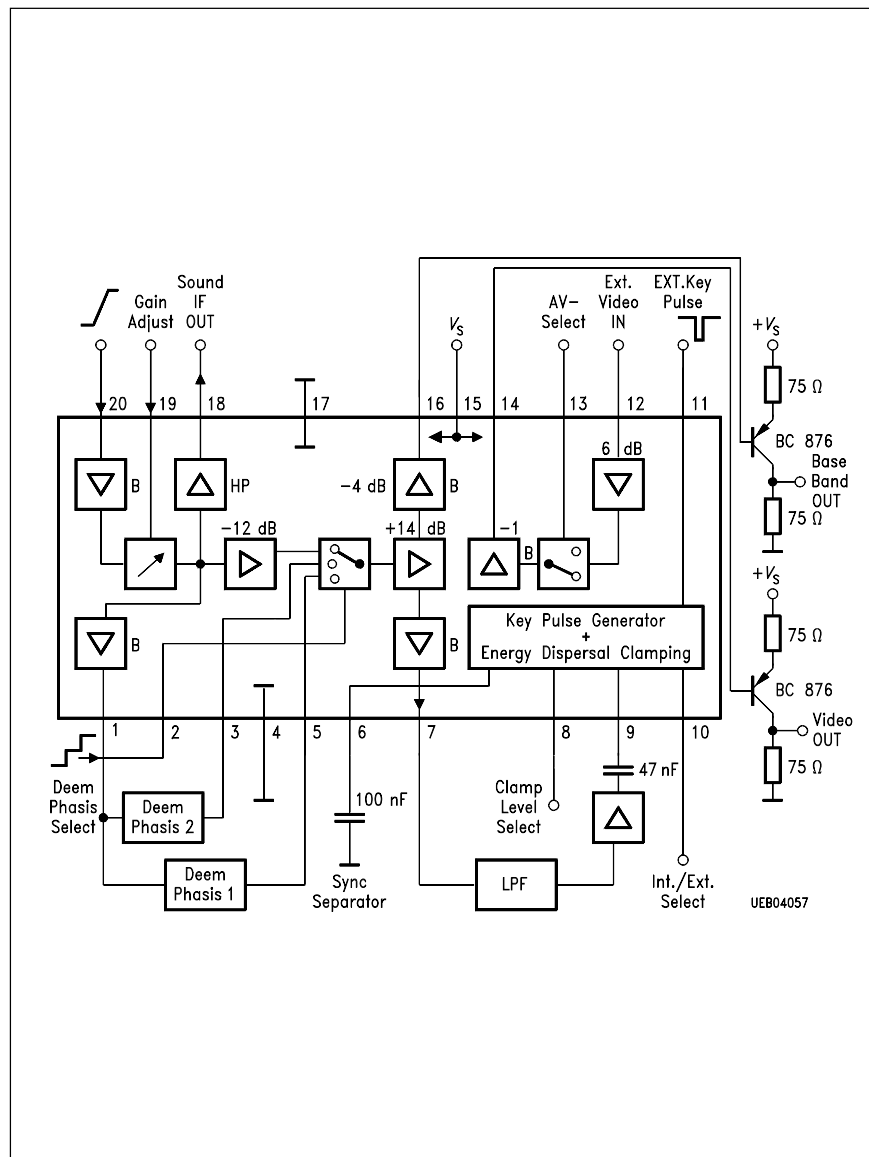 Sound
IF
OUT
Gain
Adjust
VS
AV-
Select
Ext.
Video
IN
EXT.Key
Pulse
+VS
75 Ω
BC 876
Base
Band
OUT
75 Ω
20
19
18
17
16
15
14
13
12
11
B
HP
-4 dB
B
6 dB
-12 dB
+14 dB
-1
B
B
B
Key Pulse Generator
+
Energy Dispersal Clamping
+VS
75 Ω
BC 876
Video
OUT
75 Ω
1
2
3
4
5
6
7
8
9
10
Deem
Phasis
Select
Deem
Phasis 2
Deem
Phasis 1
100 nF
Sync
Separator
LPF
Clamp
Level
Select
47 nF
Int./Ext.
Select
UEB04057